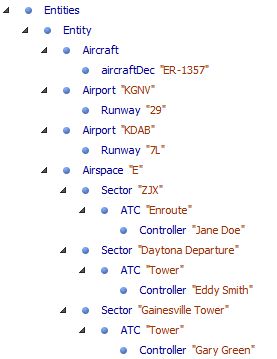 Entities
Entity
Aircraft
aircraftDec "ER-1357"
Airport "KGNV"
Runway "29"
Airport "KDAB"
Runway "7L"
Airspace "E"
Sector "ZJX"
ATC "Enroute"
Controller "Jane Doe"
Sector "Daytona Departure"
ATC "Tower"
Controller "Eddy Smith"
Sector "Gainesville Tower"
ATC "Tower"
Controller "Gary Green"